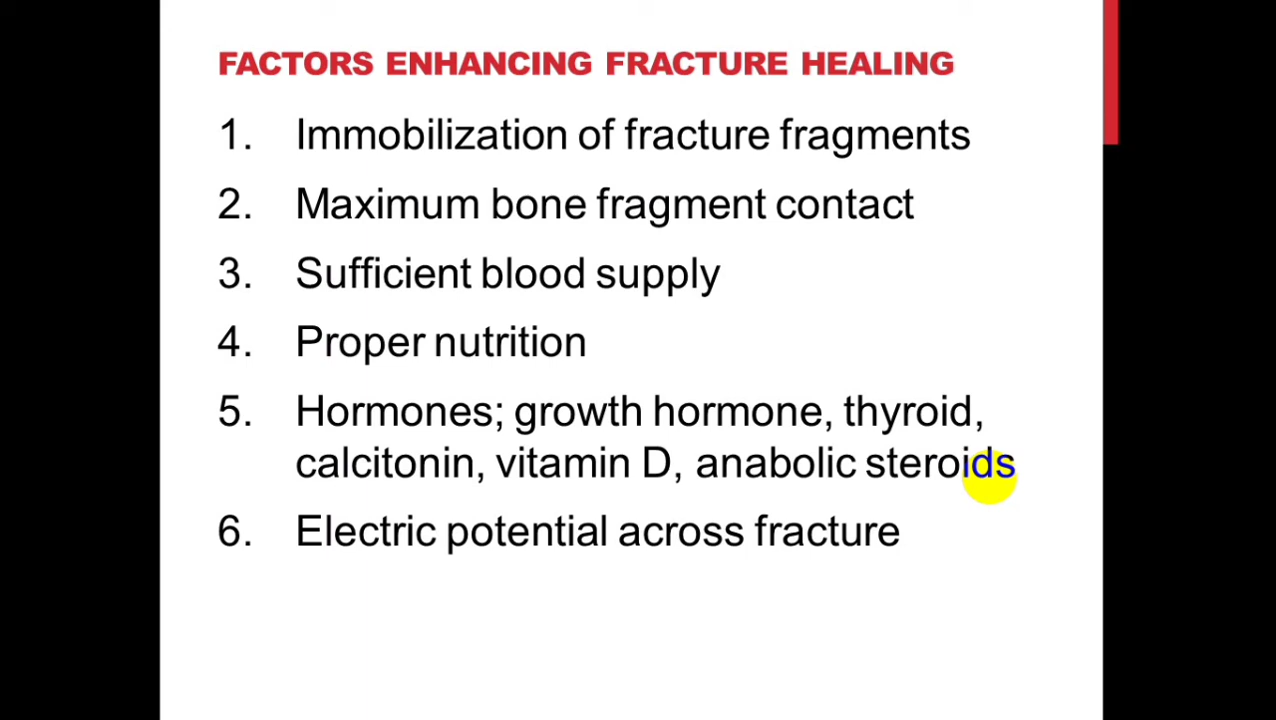 FACTORS ENHANCING FRACTURE HEALING
1. Immobilization of fracture fragments
2. Maximum bone fragment contact
3. Sufficient blood supply
4. Proper nutrition
5. Hormones; growth hormone, thyroid,
calcitonin, vitamin D, anabolic steroids
6. Electric potential across fracture